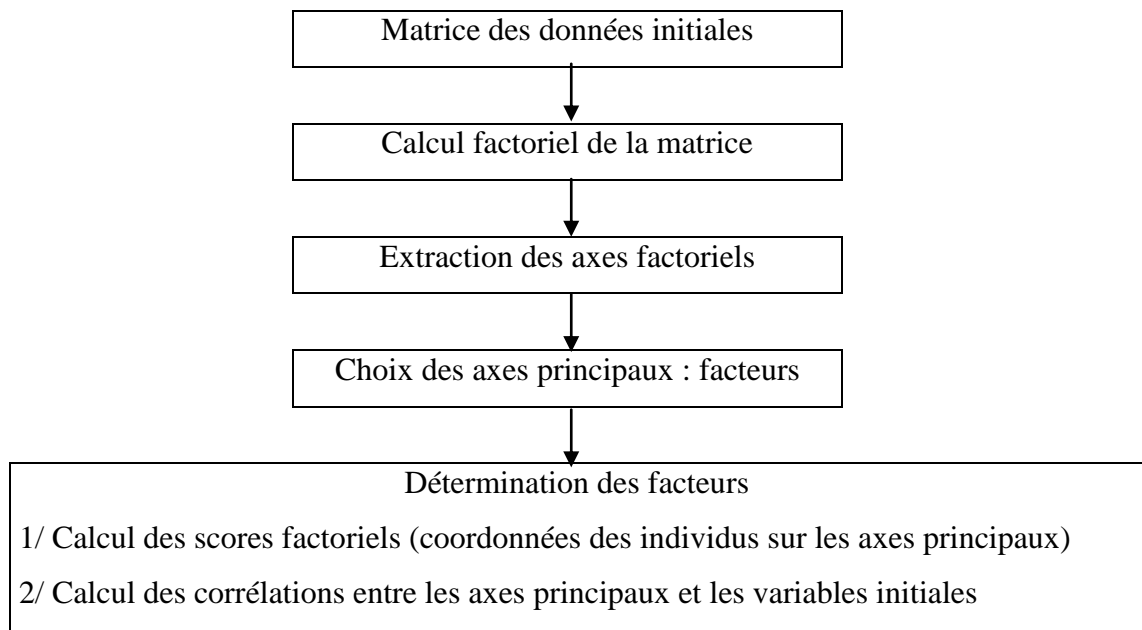 Matrice des données initiales
Calcul factoriel de la matrice
Extraction des axes factoriels
Choix des axes principaux : facteurs
Détermination des facteurs
1/ Calcul des scores factoriels (coordonnées des individus sur les axes principaux)
2/ Calcul des corrélations entre les axes principaux et les variables initiales